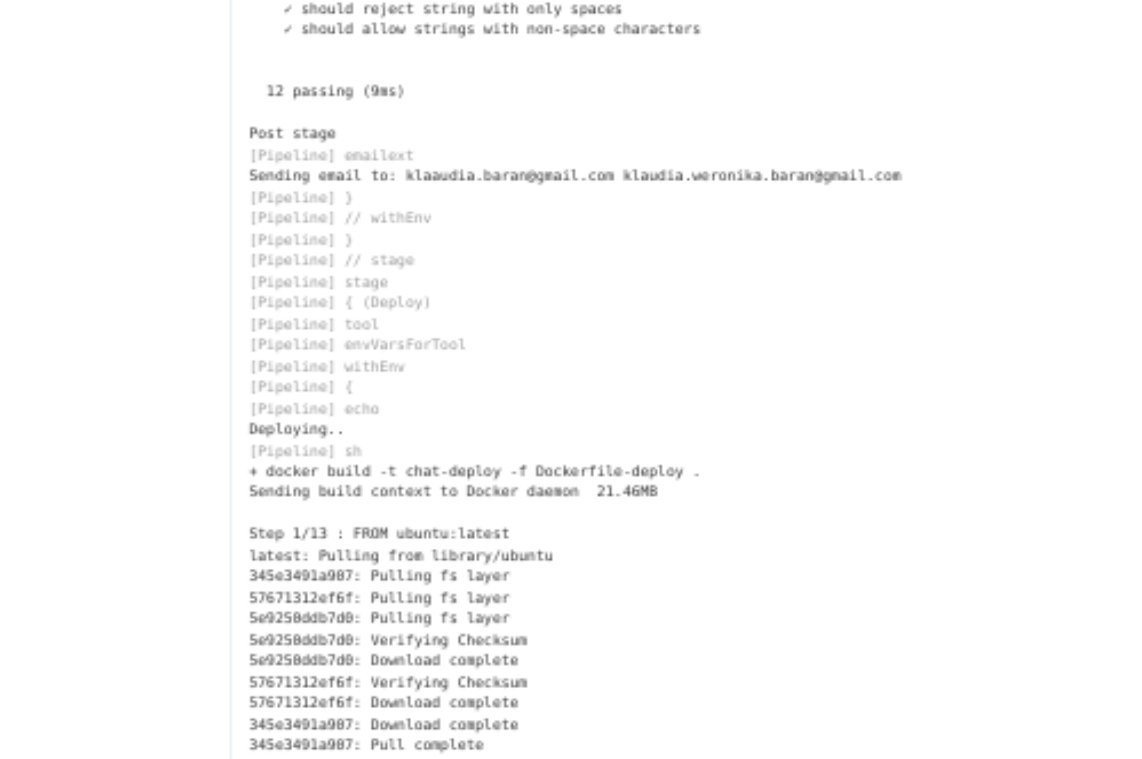 ✓ should reject string with only spaces
✓ should allow strings with non-space characters
12 passing (9ms)
Post stage
[Pipeline] emailext
Sending email to: klaaudia.baran@gmail.com klaudia.weronika.baran@gmail.com
[Pipeline] }
[Pipeline] // withEnv
[Pipeline] }
[Pipeline] // stage
[Pipeline] stage
[Pipeline] { (Deploy)
[Pipeline] tool
[Pipeline] envVarsForTool
[Pipeline] withEnv
[Pipeline] {
[Pipeline] echo
Deploying..
[Pipeline] sh
+ docker build -t chat-deploy -f Dockerfile-deploy .
Sending build context to Docker daemon  21.46MB
Step 1/13 : FROM ubuntu:latest
latest: Pulling from library/ubuntu
345e3491a907: Pulling fs layer
57671312ef6f: Pulling fs layer
5e9250ddb7d0: Pulling fs layer
5e9250ddb7d0: Verifying Checksum
5e9250ddb7d0: Download complete
57671312ef6f: Verifying Checksum
57671312ef6f: Download complete
345e3491a907: Download complete
345e3491a907: Pull complete